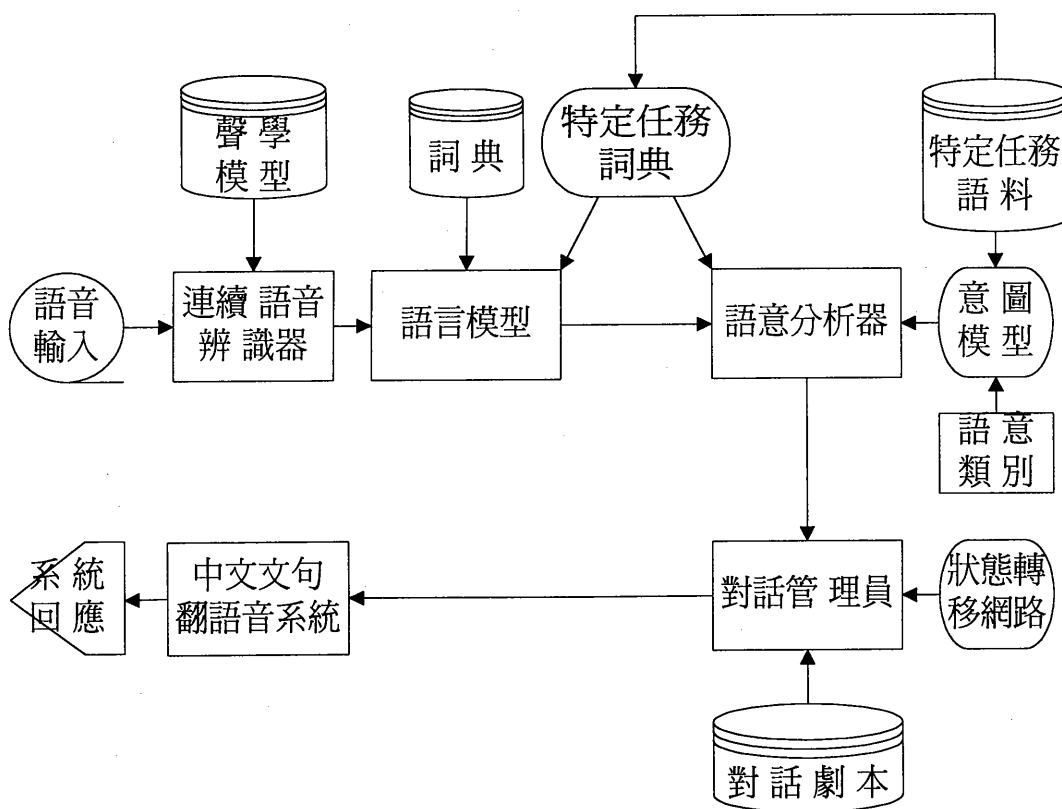 聲 學
模 型
詞 典
特定任務
詞典
特定任務
語 料
語 音
輸入
連續 語音
辨 識器
語言模型
語意分析器
意 圖
模 型
語 意
類 別
系 統
回 應
中文文句
翻語音系統
對話管 理員
狀態轉
移網路
對 話 劇 本